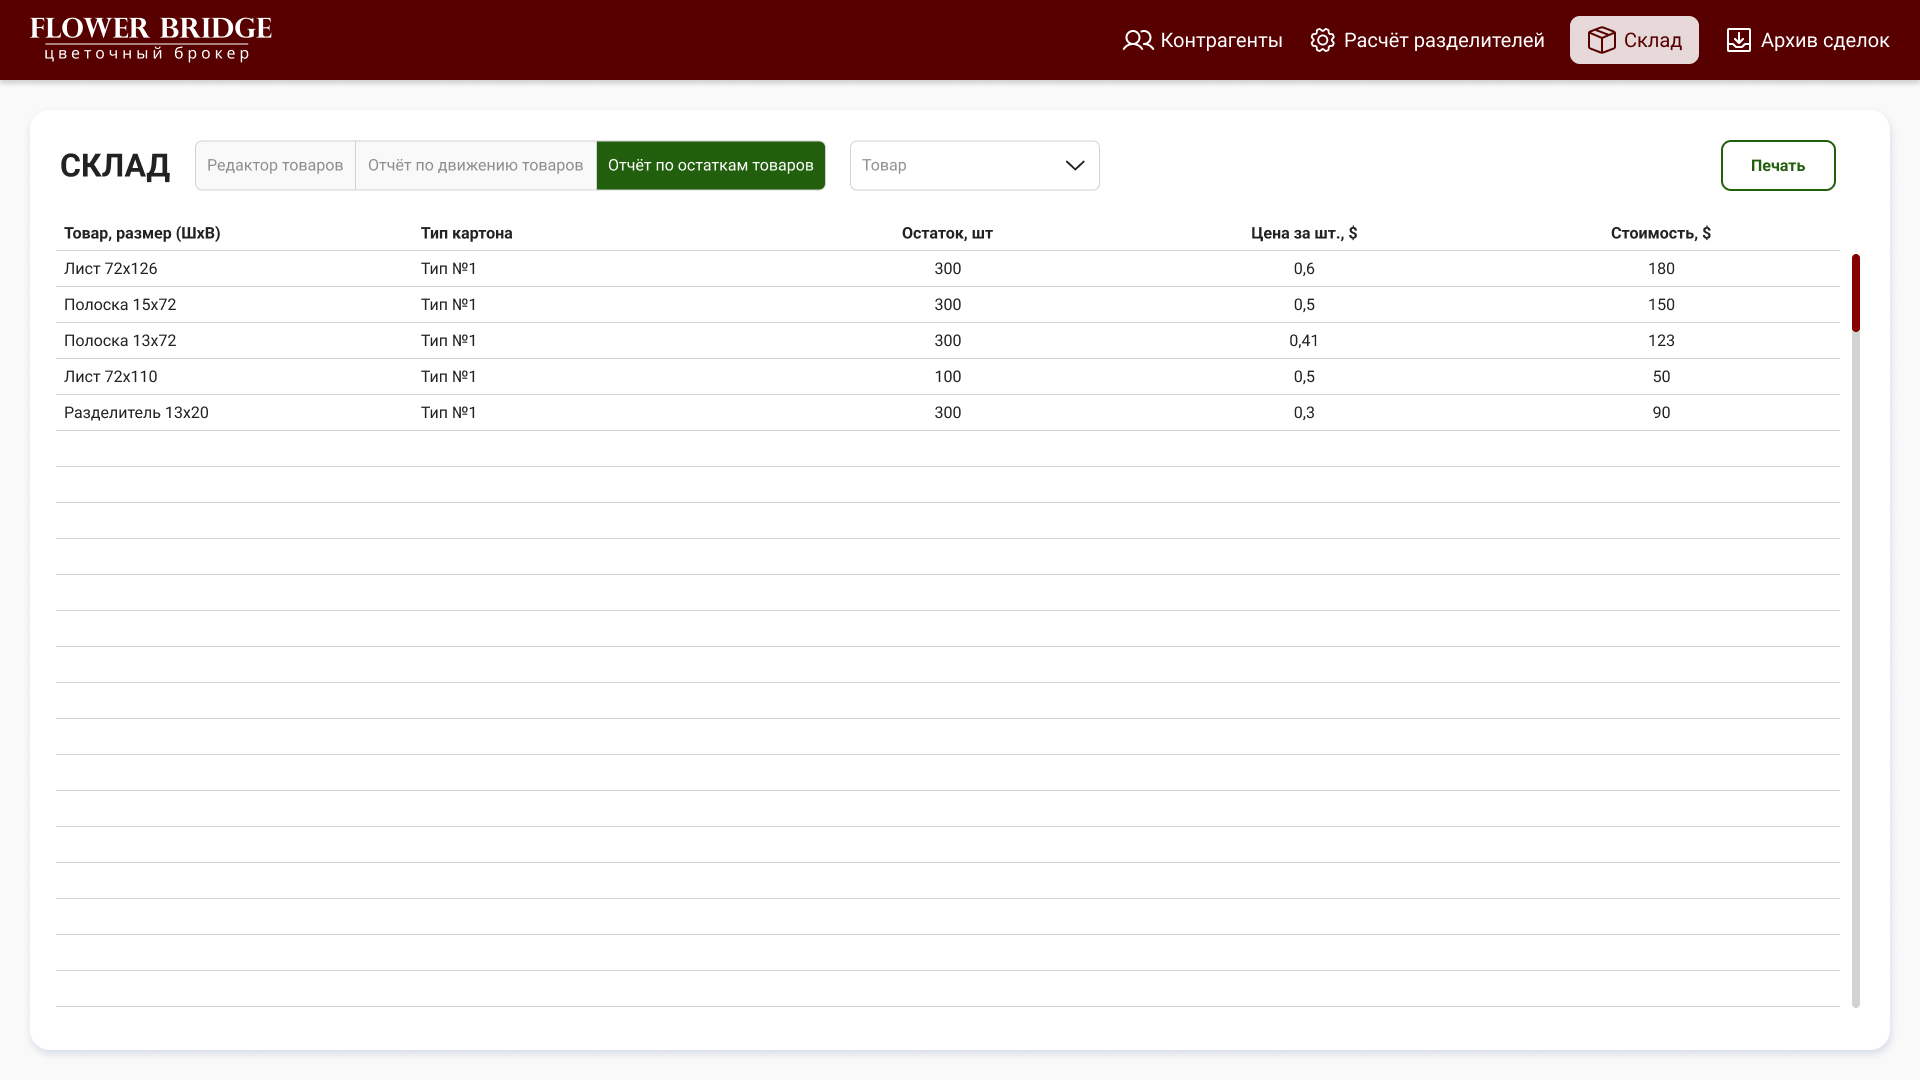 FLOWER BRIDGE
цветочный брокер
Контрагенты
Расчёт разделителей
Склад
Архив сделок
СКЛАД
Редактор товаров
Отчёт по движению товаров
Отчёт по остаткам товаров
Товар
Печать
Товар, размер (ШхВ) Тип картона Остаток, шт Цена за шт., $ Стоимость, $
Лист 72x126 Тип №1 300 0,6 180
Полоска 15x72 Тип №1 300 0,5 150
Полоска 13x72 Тип №1 300 0,41 123
Лист 72x110 Тип №1 100 0,5 50
Разделитель 13x20 Тип №1 300 0,3 90